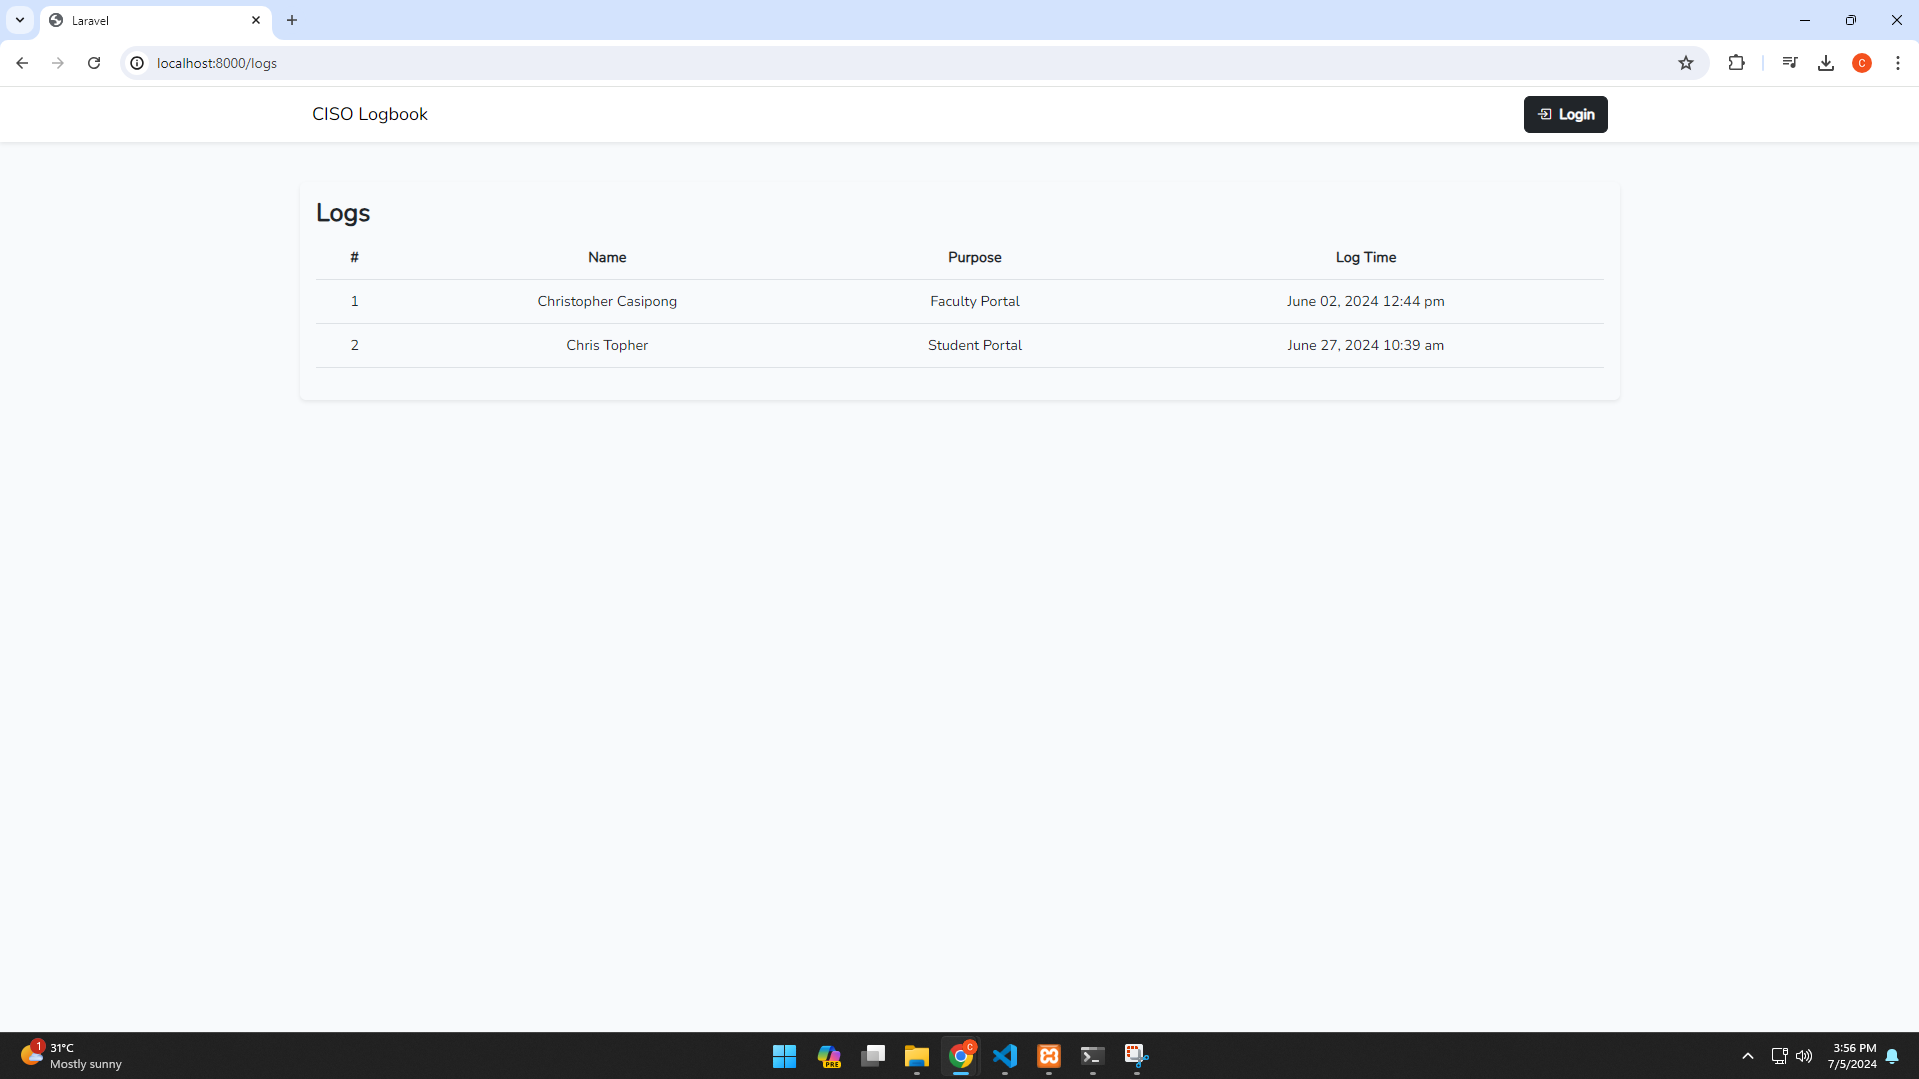 Laravel
localhost:8000/logs
C
CISO Logbook
Login
Logs
# Name Purpose Log Time
1 Christopher Casipong Faculty Portal June 02, 2024 12:44 pm
2 Chris Topher Student Portal June 27, 2024 10:39 am
1
31°C
Mostly sunny
PRE
C
3:56 PM
7/5/2024